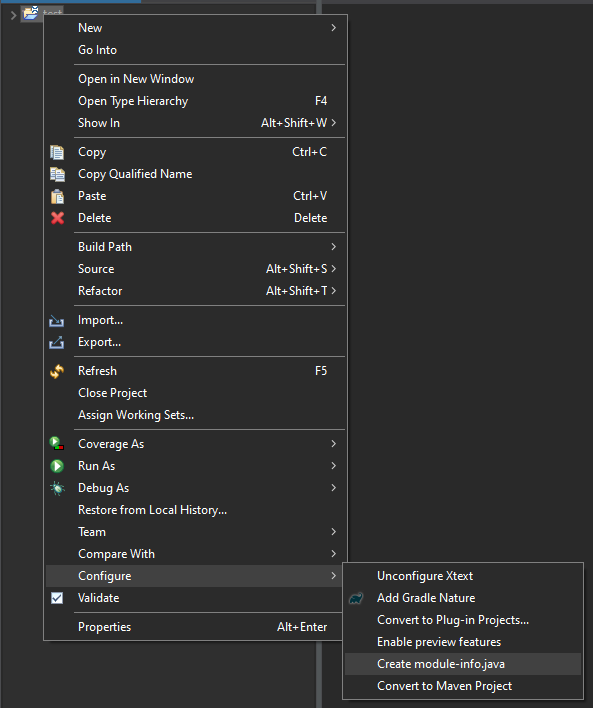 test
New
Go Into
Open in New Window
Open Type Hierarchy F4
Show In Alt+Shift+W
Copy Ctrl+C
Copy Qualified Name
Paste Ctrl+V
Delete Delete
Build Path
Source Alt+Shift+S
Refactor Alt+Shift+T
Import...
Export...
Refresh F5
Close Project
Assign Working Sets...
Coverage As
Run As
Debug As
Restore from Local History...
Team
Compare With
Configure
Validate
Properties Alt+Enter
Unconfigure Xtext
Add Gradle Nature
Convert to Plug-in Projects...
Enable preview features
Create module-info.java
Convert to Maven Project